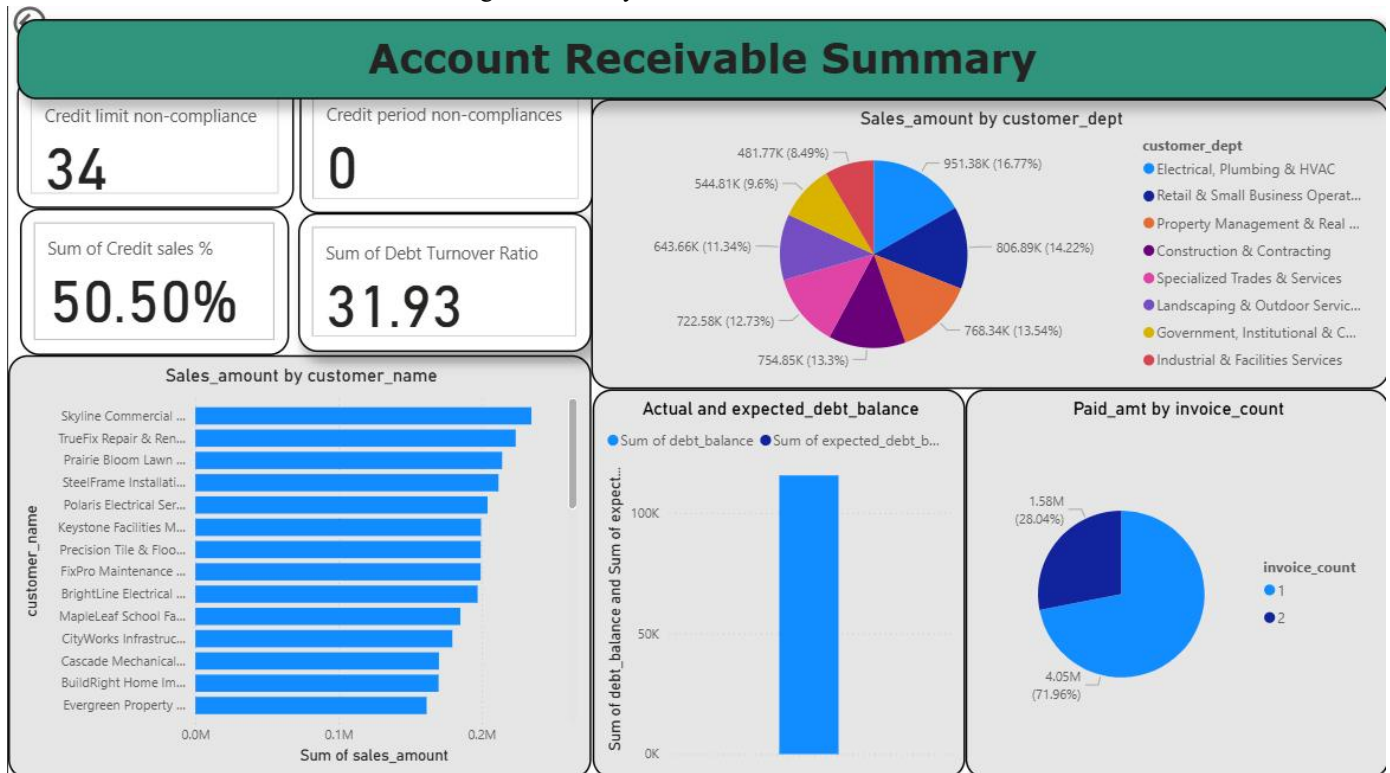 Account Receivable Summary
Credit limit non-compliance
34
Credit period non-compliances
0
Sum of Credit sales %
50.50%
Sum of Debt Turnover Ratio
31.93
Sales_amount by customer_dept
481.77K (8.49%)
951.38K (16.77%)
544.81K (9.6%)
643.66K (11.34%)
806.89K (14.22%)
722.58K (12.73%)
768.34K (13.54%)
754.85K (13.3%)
customer_dept
Electrical, Plumbing & HVAC
Retail & Small Business Operat...
Property Management & Real ...
Construction & Contracting
Specialized Trades & Services
Landscaping & Outdoor Servic...
Government, Institutional & C...
Industrial & Facilities Services
Sales_amount by customer_name
customer_name
Skyline Commercial ...
TrueFix Repair & Ren...
Prairie Bloom Lawn ...
SteelFrame Installati...
Polaris Electrical Ser...
Keystone Facilities M...
Precision Tile & Floo...
FixPro Maintenance ...
BrightLine Electrical ...
MapleLeaf School Fa...
CityWorks Infrastruc...
Cascade Mechanical...
BuildRight Home Im...
Evergreen Property ...
0.0M 0.1M 0.2M
Sum of sales_amount
Actual and expected_debt_balance
Sum of debt_balance Sum of expected_debt_b...
Sum of debt_balance and Sum of expect...
100K
50K
0K
Paid_amt by invoice_count
1.58M
(28.04%)
4.05M
(71.96%)
invoice_count
1
2